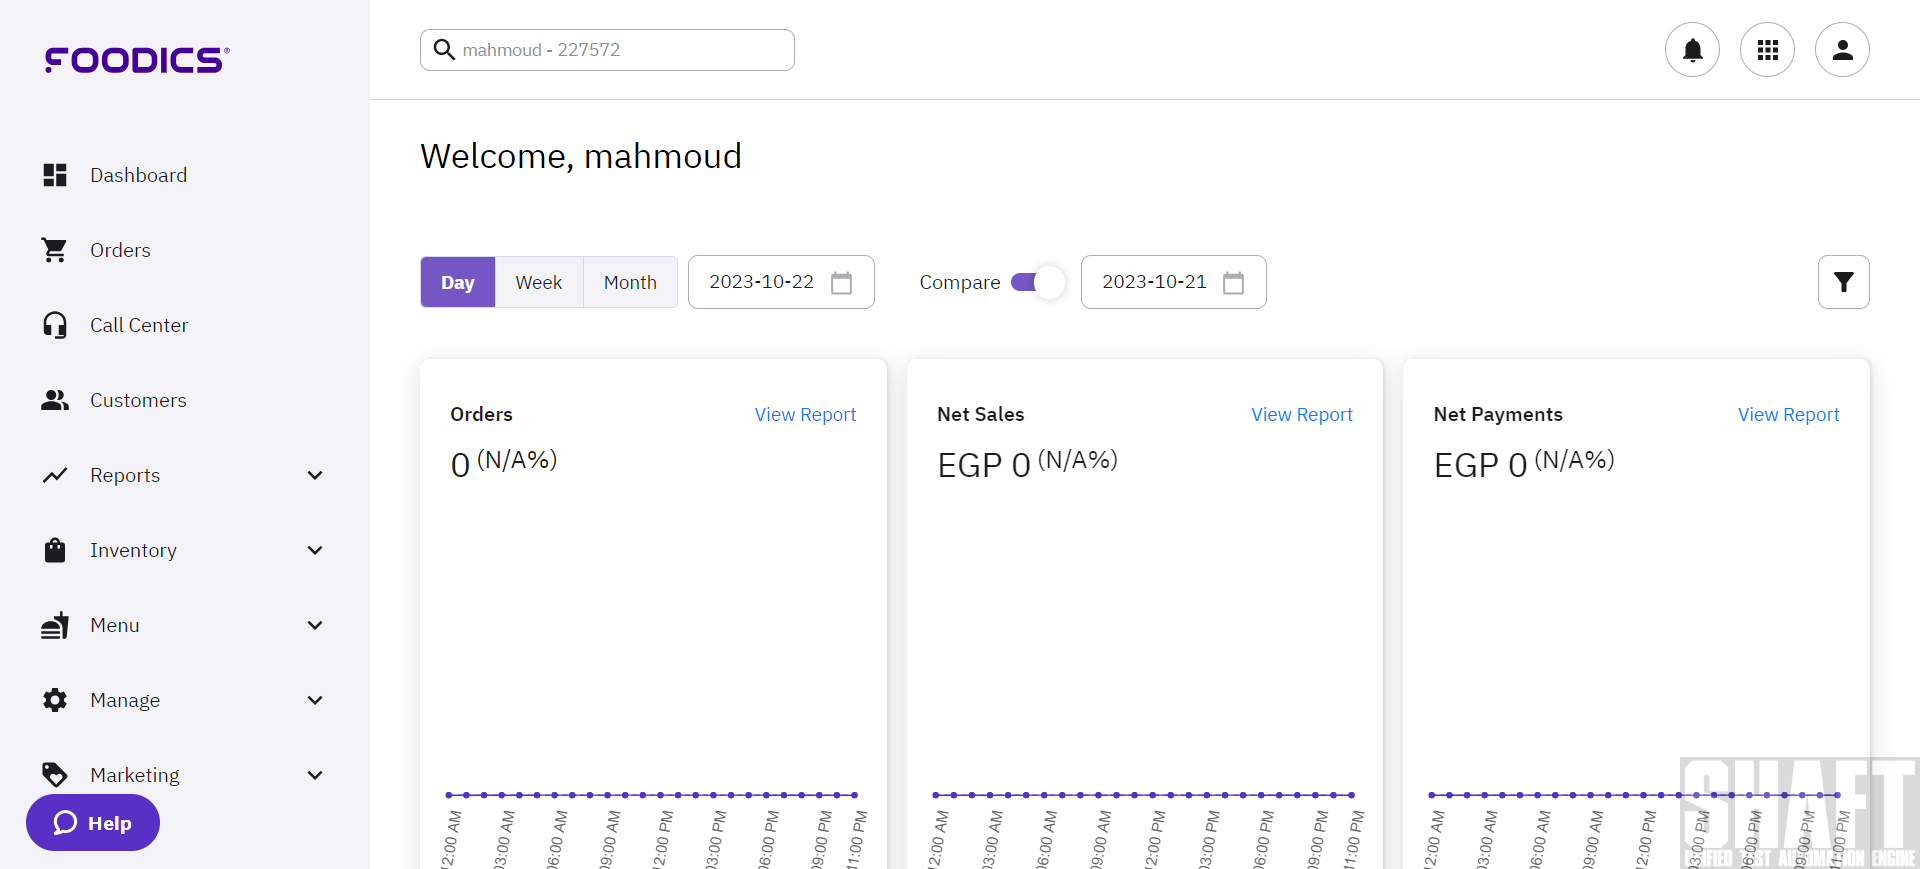 FOODICS®
mahmoud - 227572
Dashboard
Orders
Call Center
Customers
Reports
Inventory
Menu
Manage
Marketing
Help
Welcome, mahmoud
Day Week Month 2023-10-22 Compare 2023-10-21
Orders View Report
0 (N/A%)
12:00 AM 03:00 AM 06:00 AM 09:00 AM 12:00 PM 03:00 PM 06:00 PM 09:00 PM 11:00 PM
Net Sales View Report
EGP 0 (N/A%)
12:00 AM 03:00 AM 06:00 AM 09:00 AM 12:00 PM 03:00 PM 06:00 PM 09:00 PM 11:00 PM
Net Payments View Report
EGP 0 (N/A%)
12:00 AM 03:00 AM 06:00 AM 09:00 AM 12:00 PM 03:00 PM 06:00 PM 09:00 PM 11:00 PM
SHAFT
UNIFIED TEST AUTOMATION ENGINE